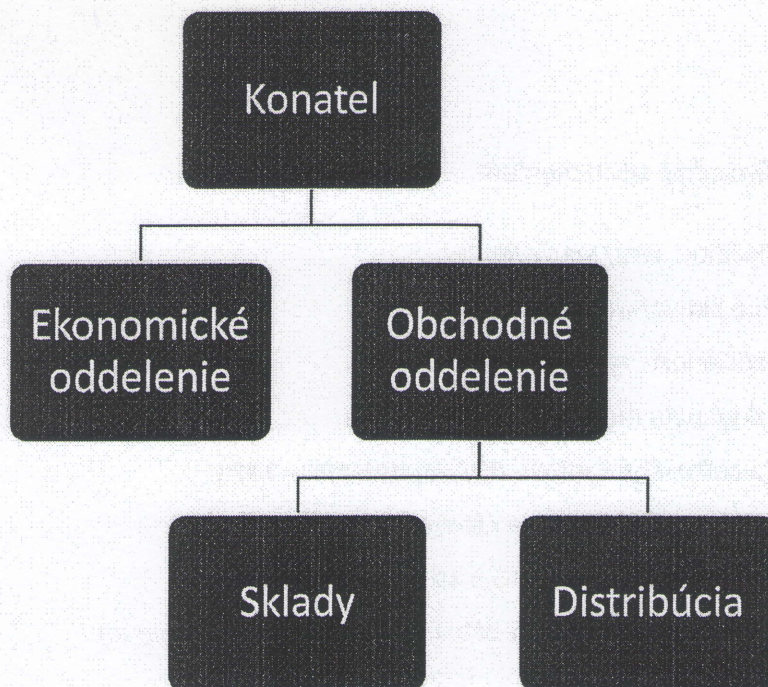 Konatel
Ekonomické
oddelenie
Obchodné
oddelenie
Sklady
Distribúcia